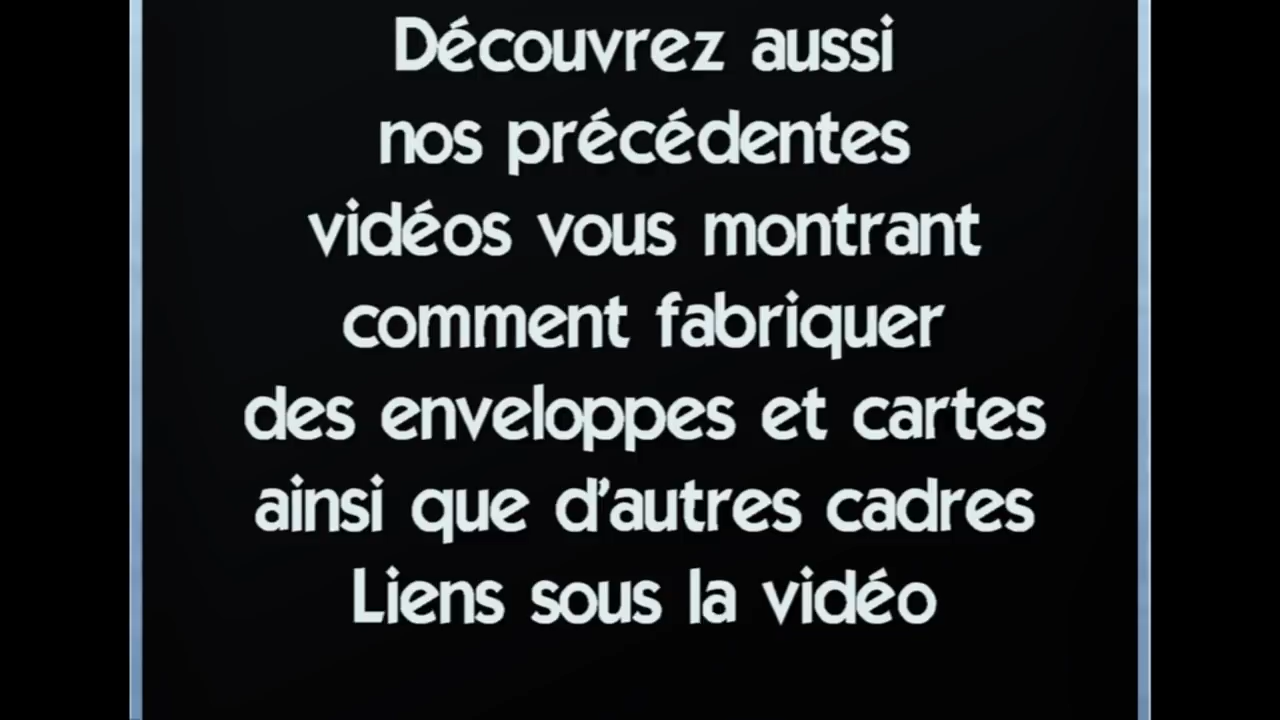 Découvrez aussi
nos précédentes
vidéos vous montrant
comment fabriquer
des enveloppes et cartes
ainsi que d'autres cadres
Liens sous la vidéo